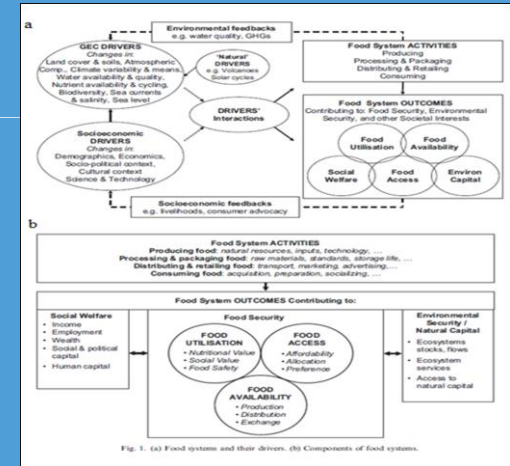 a
Environmental feedbacks
e.g. water quality, GHGs
GEC DRIVERS
Changes in:
Land cover & soils, Atmospheric
Comp., Climate variability & means,
Water availability & quality,
Nutrient availability & cycling,
Biodiversity, Sea currents
& salinity, Sea level
'Natural'
DRIVERS
e.g. Volcanoes
Solar cycles
DRIVERS'
Interactions
Socioeconomic
DRIVERS
Changes in:
Demographics, Economics,
Socio-political context,
Cultural context
Science & Technology
Food System ACTIVITIES
Producing
Processing & Packaging
Distributing & Retailing
Consuming
Food System OUTCOMES
Contributing to: Food Security, Environmental
Security, and other Societal Interests
Food
Utilisation
Food
Availability
Social
Welfare
Food
Access
Environ
Capital
Socioeconomic feedbacks
e.g. livelihoods, consumer advocacy
b
Food System ACTIVITIES
Producing food: natural resources, inputs, technology, ...
Processing & packaging food: raw materials, standards, storage life, ...
Distributing & retailing food: transport, marketing, advertising,...
Consuming food: acquisition, preparation, socializing, ...
Food System OUTCOMES Contributing to:
Social Welfare
• Income
• Employment
• Wealth
• Social & political
capital
• Human capital
Food Security
FOOD
UTILISATION
• Nutritional Value
• Social Value
• Food Safety
FOOD
ACCESS
• Affordability
• Allocation
• Preference
FOOD
AVAILABILITY
• Production
• Distribution
• Exchange
Environmental
Security /
Natural Capital
• Ecosystems
stocks, flows
• Ecosystem
services
• Access to
natural capital
Fig. 1. (a) Food systems and their drivers. (b) Components of food systems.